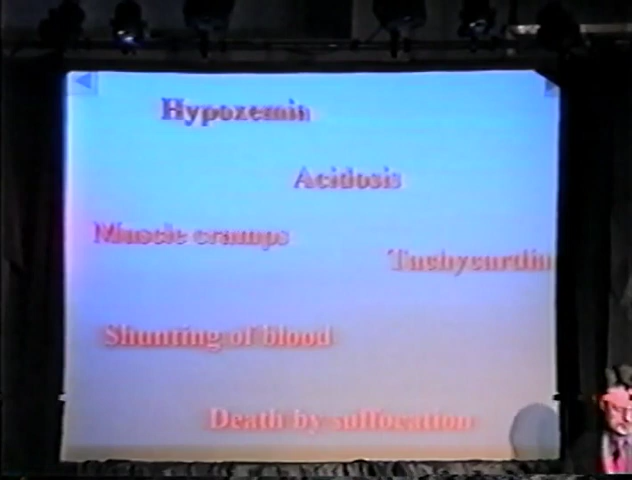 Hypoxemia
Acidosis
Muscle cramps
Tachycardia
Shunting of blood
Death by suffocation